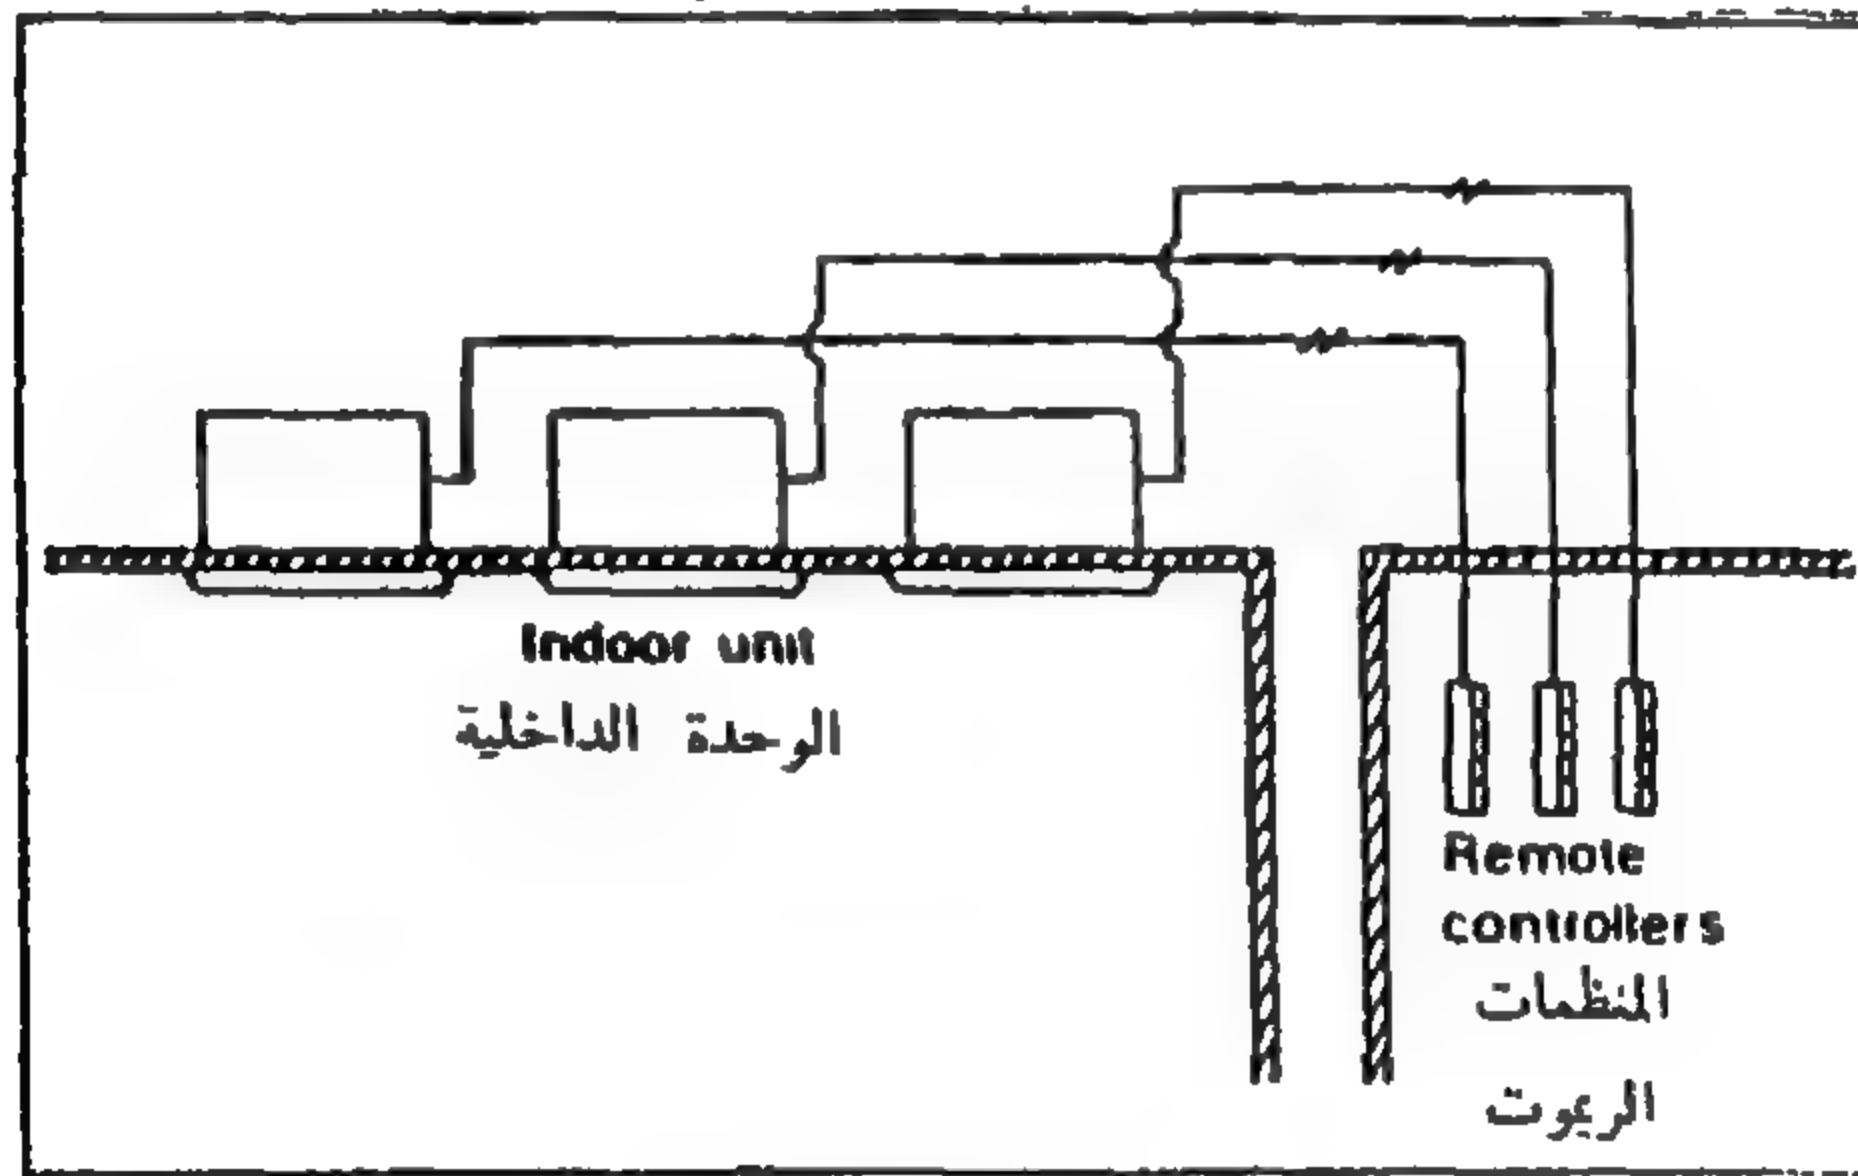 Indoor unit
الوحدة الداخلية
Remote
controllers
المنظمات
الريموت